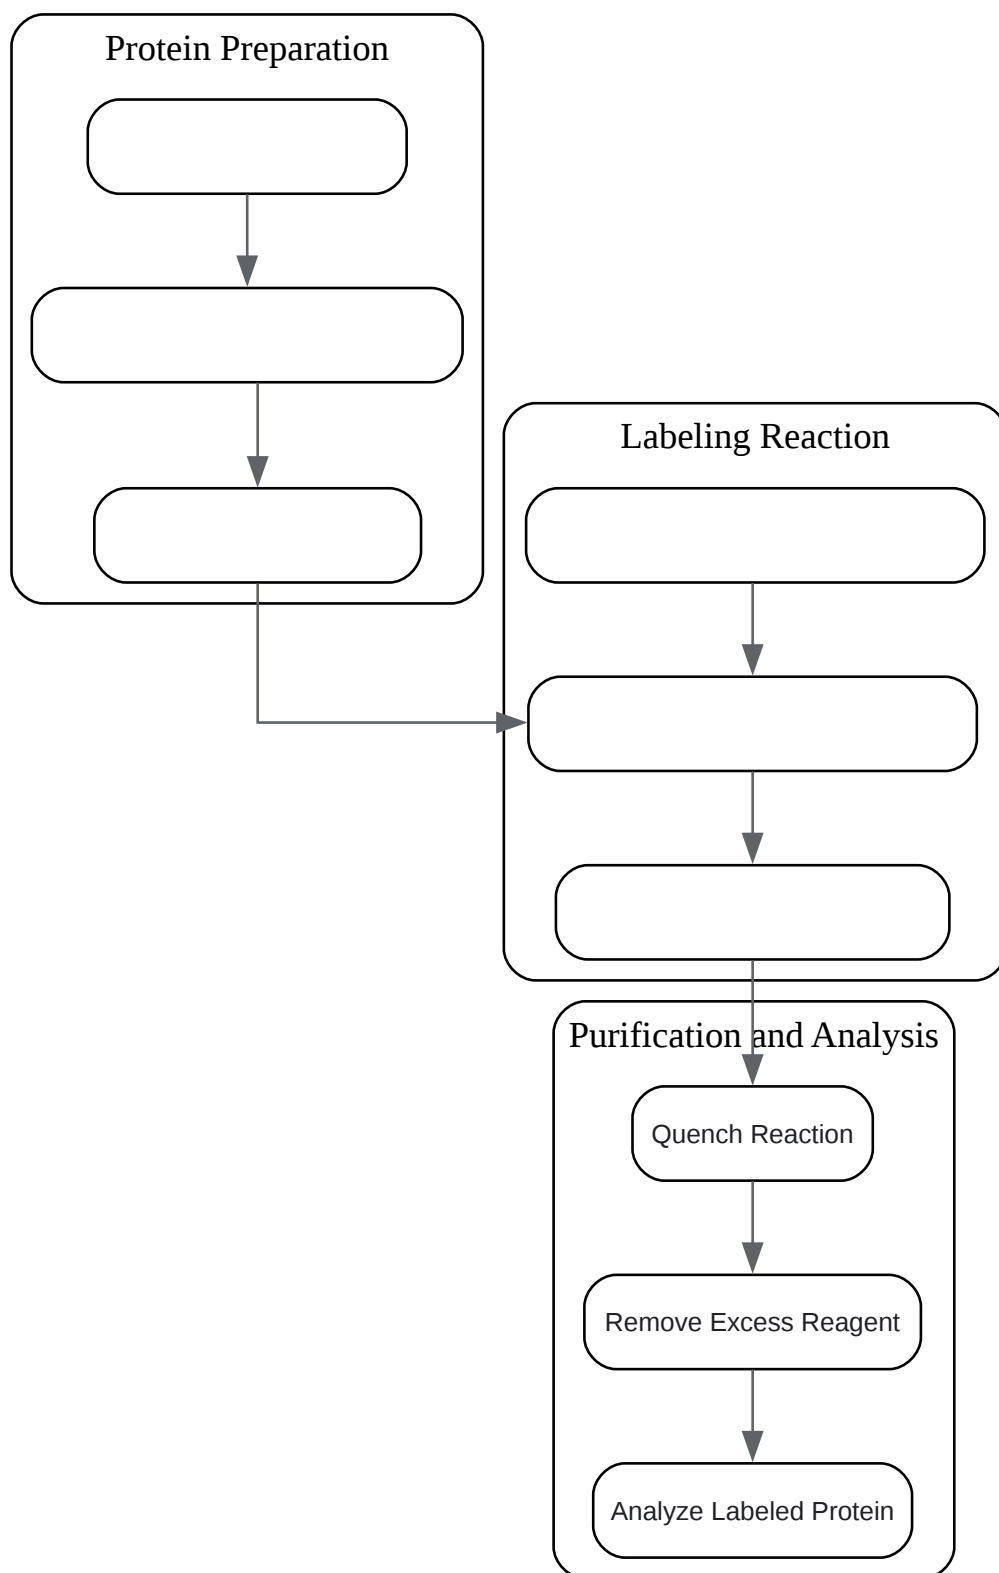 Protein Preparation
Labeling Reaction
Purification and Analysis
Quench Reaction
Remove Excess Reagent
Analyze Labeled Protein